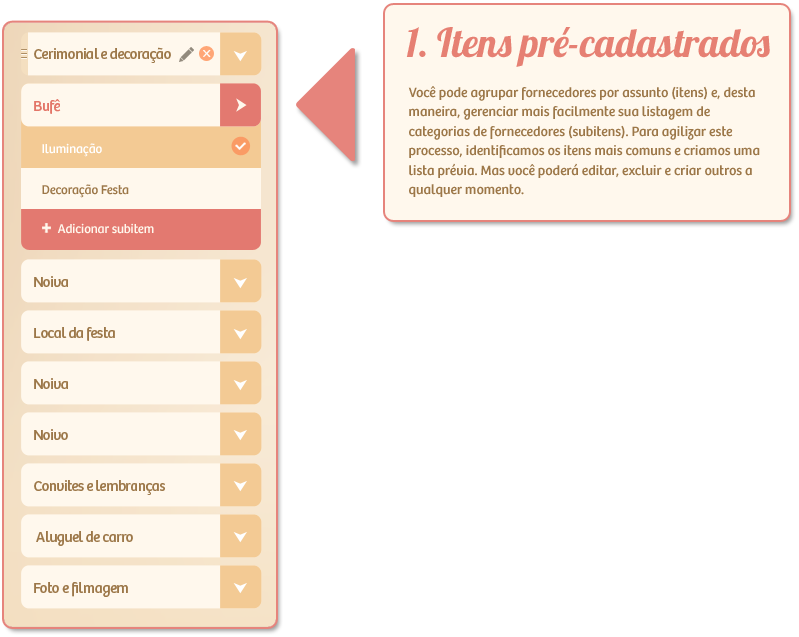 Cerimonial e decoração
Bufê
Iluminação
Decoração Festa
+ Adicionar subitem
Noiva
Local da festa
Noiva
Noivo
Convites e lembranças
Aluguel de carro
Foto e filmagem
1. Itens pré-cadastrados
Você pode agrupar fornecedores por assunto (itens) e, desta
maneira, gerenciar mais facilmente sua listagem de
categorias de fornecedores (subitens). Para agilizar este
processo, identificamos os itens mais comuns e criamos uma
lista prévia. Mas você poderá editar, excluir e criar outros a
qualquer momento.